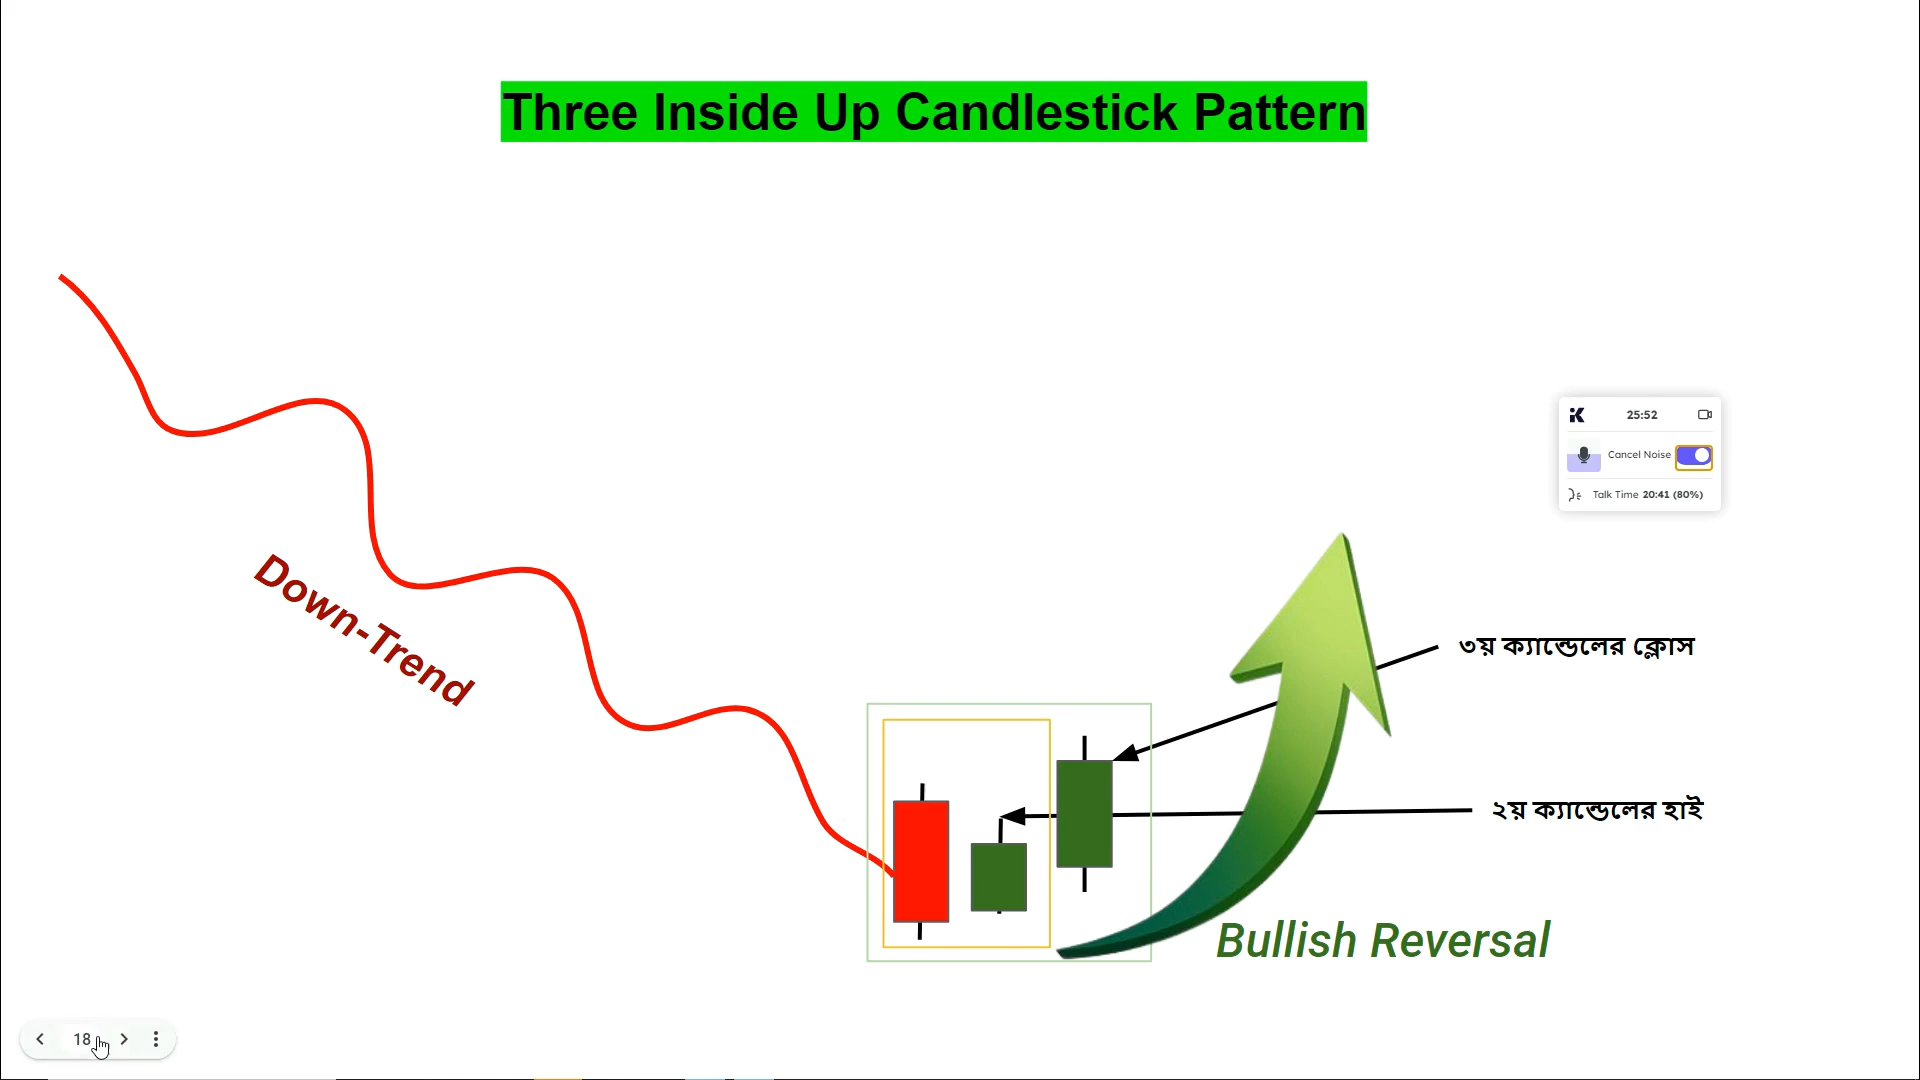 Three Inside Up Candlestick Pattern
25:52
Cancel Noise
Talk Time 20:41 (80%)
Down-Trend
৩য় ক্যান্ডেলের ক্লোস
২য় ক্যান্ডেলের হাই
Bullish Reversal
18